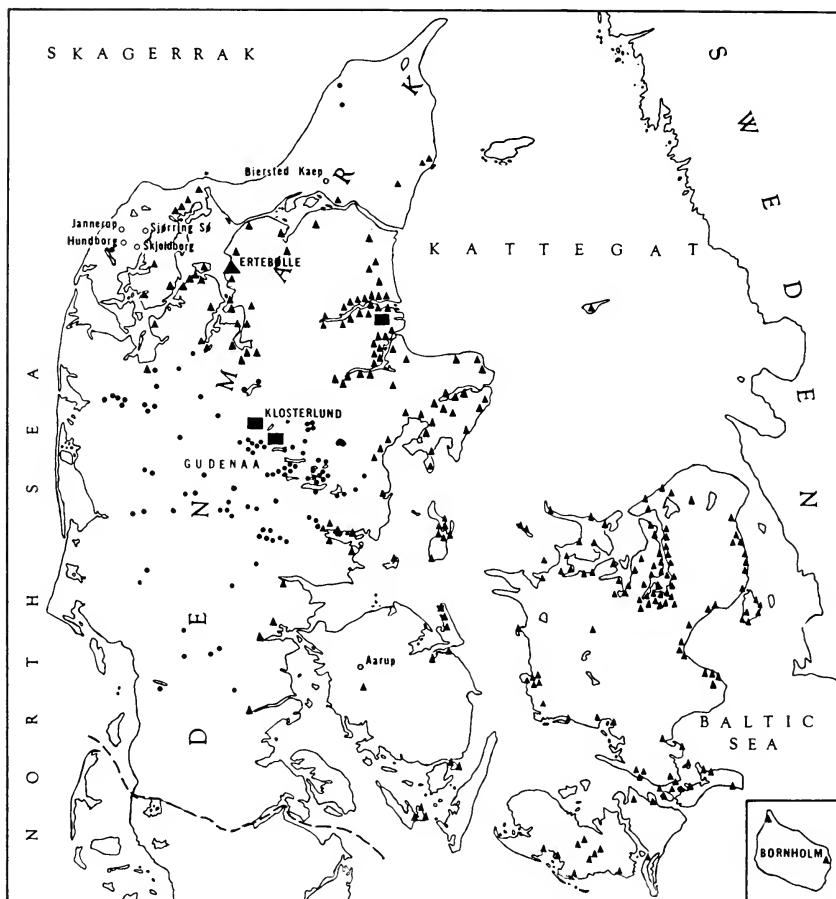 SKAGERRAK
SWEDEN
Biersted Kaep
Jannerup
Sjørring Sø
Hundborg
Skjoldborg
KATTEGAT
ERTEBØLLE
DENMARK
KLOSTERLUND
GUDENAA
NORTH SEA
Aarup
BALTIC
SEA
BORNHOLM